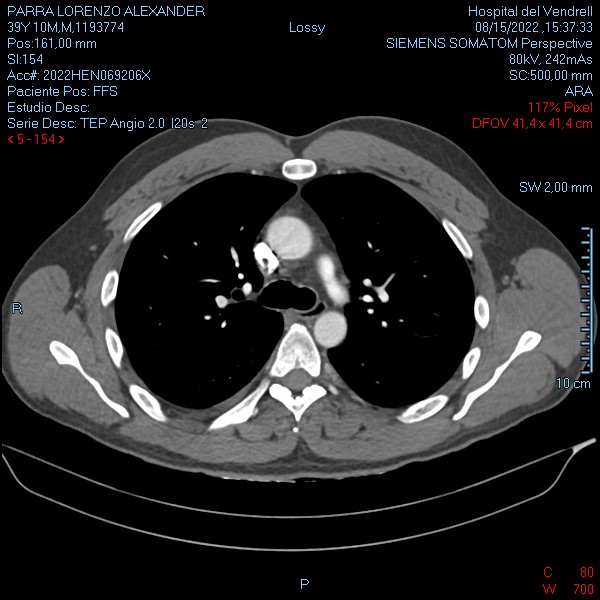 PARRA LORENZO ALEXANDER
39Y 10M,M,1193774
Pos:161,00 mm
SI:154
Acc#: 2022HEN069206X
Paciente Pos: FFS
Estudio Desc:
Serie Desc: TEP Angio 2.0 I20s 2
< 5 - 154 >
Lossy
Hospital del Vendrell
08/15/2022 ,15:37:33
SIEMENS SOMATOM Perspective
80kV, 242mAs
SC:500,00 mm
ARA
117% Pixel
DFOV 41,4 x 41,4 cm
SW 2,00 mm
R
10 cm
P
C 80
W 700